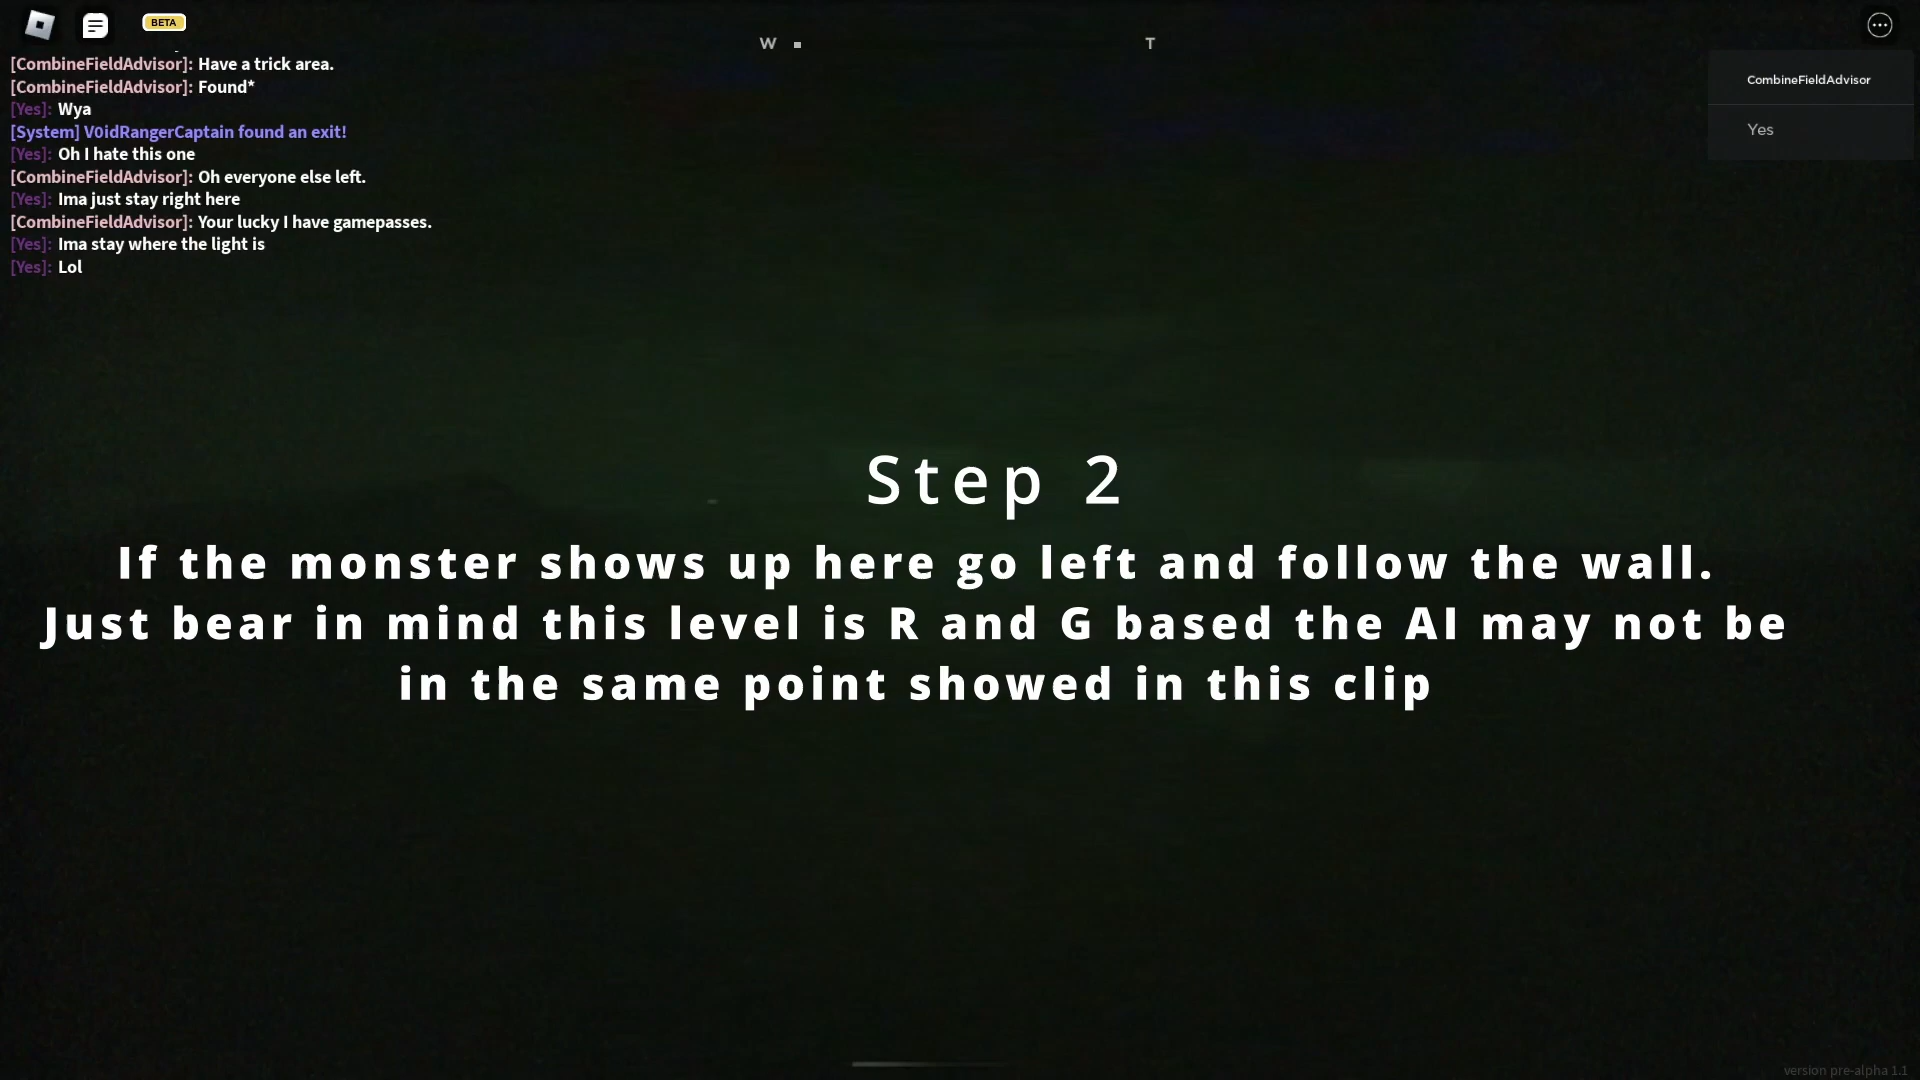 BETA
W
T
[CombineFieldAdvisor]: Have a trick area.
[CombineFieldAdvisor]: Found*
[Yes]: Wya
[System] V0idRangerCaptain found an exit!
[Yes]: Oh I hate this one
[CombineFieldAdvisor]: Oh everyone else left.
[Yes]: Ima just stay right here
[CombineFieldAdvisor]: Your lucky I have gamepasses.
[Yes]: Ima stay where the light is
[Yes]: Lol
CombineFieldAdvisor
Yes
Step 2
If the monster shows up here go left and follow the wall.
Just bear in mind this level is R and G based the AI may not be
in the same point showed in this clip
version pre-alpha 1.1